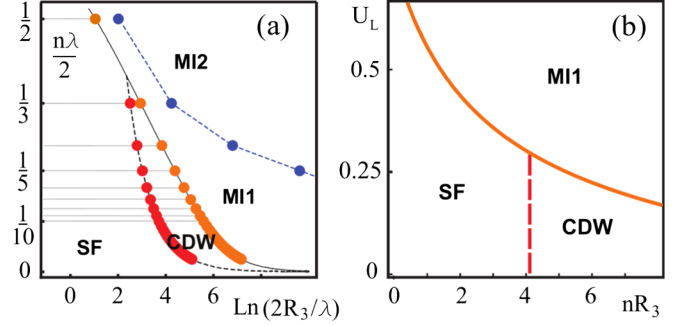 (a)
1/2
nλ/2
1/3
1/5
1/10
0
MI2
MI1
CDW
SF
0 2 4 6 Ln (2R₃/λ)
(b)
U_L
0.5
0.25
0
MI1
SF
CDW
0 2 4 6 nR₃